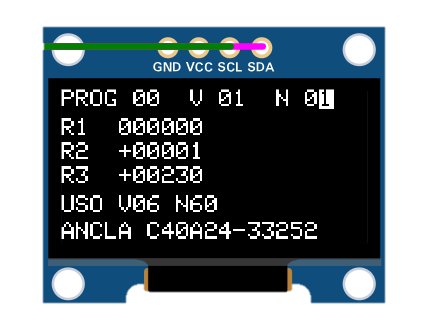 GND VCC SCL SDA
PROG 00 V 01 N 01
R1 000000
R2 +00001
R3 +00230
USO V06 N60
ANCLA C40A24-33252